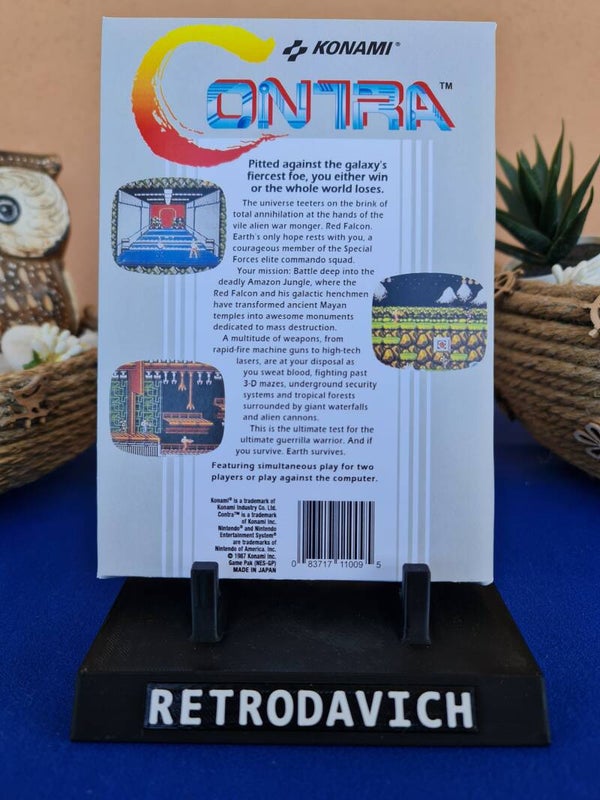 KONAMI®
CONTRA™
Pitted against the galaxy's
fiercest foe, you either win
or the whole world loses.
The universe teeters on the brink of
total annihilation at the hands of the
vile alien war monger. Red Falcon.
Earth's only hope rests with you, a
courageous member of the Special
Forces elite commando squad.
Your mission: Battle deep into the
deadly Amazon Jungle, where the
Red Falcon and his galactic henchmen
have transformed ancient Mayan
temples into awesome monuments
dedicated to mass destruction.
A multitude of weapons, from
rapid-fire machine guns to high-tech
lasers, are at your disposal as
you sweat blood, fighting past
3-D mazes, underground security
systems and tropical forests
surrounded by giant waterfalls
and alien cannons.
This is the ultimate test for the
ultimate guerrilla warrior. And if
you survive. Earth survives.
Featuring simultaneous play for two
players or play against the computer.
Konami® is a trademark of
Konami Industry Co. Ltd.
Contra™ is a trademark
of Konami Inc.
Nintendo® and Nintendo
Entertainment System®
are trademarks of
Nintendo of America. Inc.
© 1987 Konami Inc.
Game Pak (NES-GP)
MADE IN JAPAN
0 83717 11009 5
RETRODAVICH